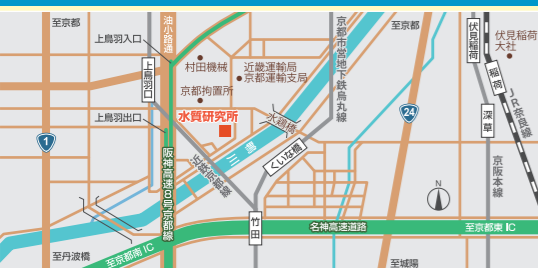 至京都
油小路通
上鳥羽入口
村田機械
近畿運輸局
京都運輸支局
京都拘置所
上鳥羽口
上鳥羽出口
水質研究所
水鶏橋
京都市営地下鉄烏丸線
至京都
伏見稲荷
伏見稲荷
大社
稲荷
JR奈良線
24
深草
京阪本線
1
阪神高速8号京都線
近鉄京都線
くいな橋
竹田
N
名神高速道路
至京都東IC
至丹波橋
至京都南IC
至城陽